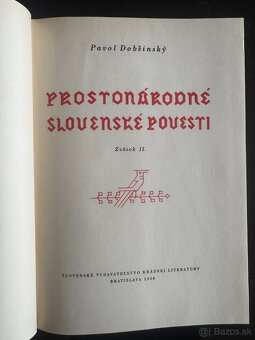 Pavol Dobšinský
PROSTONÁRODNÉ
SLOVENSKÉ POVESTI
Zväzok II.
SLOVENSKÉ VYDAVATEĽSTVO KRÁSNEJ LITERATÚRY
BRATISLAVA 1958
Bazos.sk